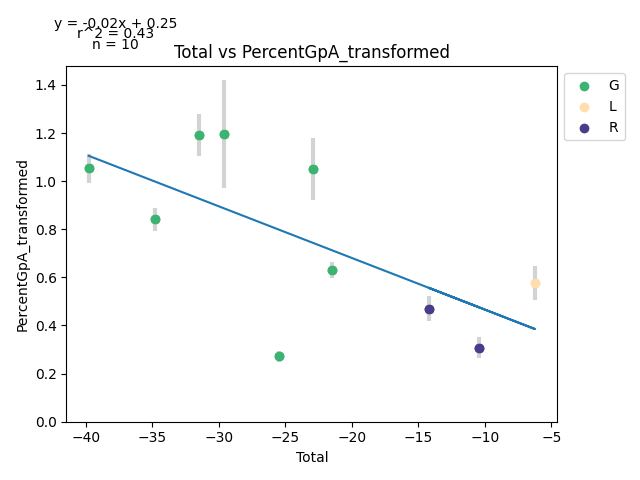 y = -0.02x + 0.25
r^2 = 0.43
n = 10
Total vs PercentGpA_transformed
G
L
R
PercentGpA_transformed
1.4
1.2
1.0
0.8
0.6
0.4
0.2
0.0
−40 −35 −30 −25 −20 −15 −10 −5
Total